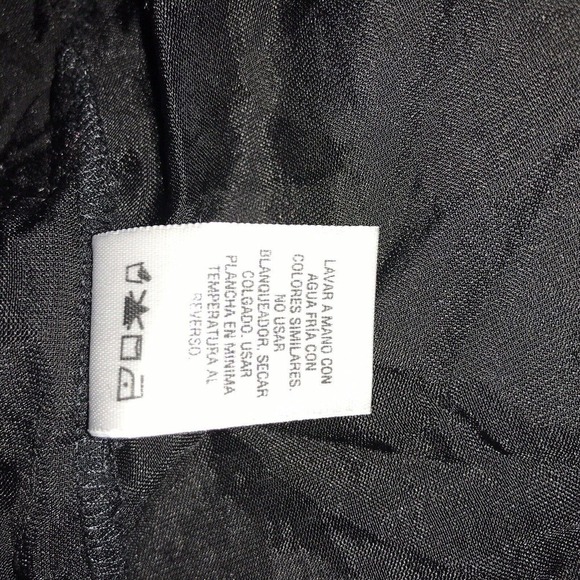 LAVAR A MANO CON
AGUA FRÍA CON
COLORES SIMILARES.
NO USAR
BLANQUEADOR. SECAR
COLGADO. USAR
PLANCHA EN MINIMA
TEMPERATURA AL
REVERSO.